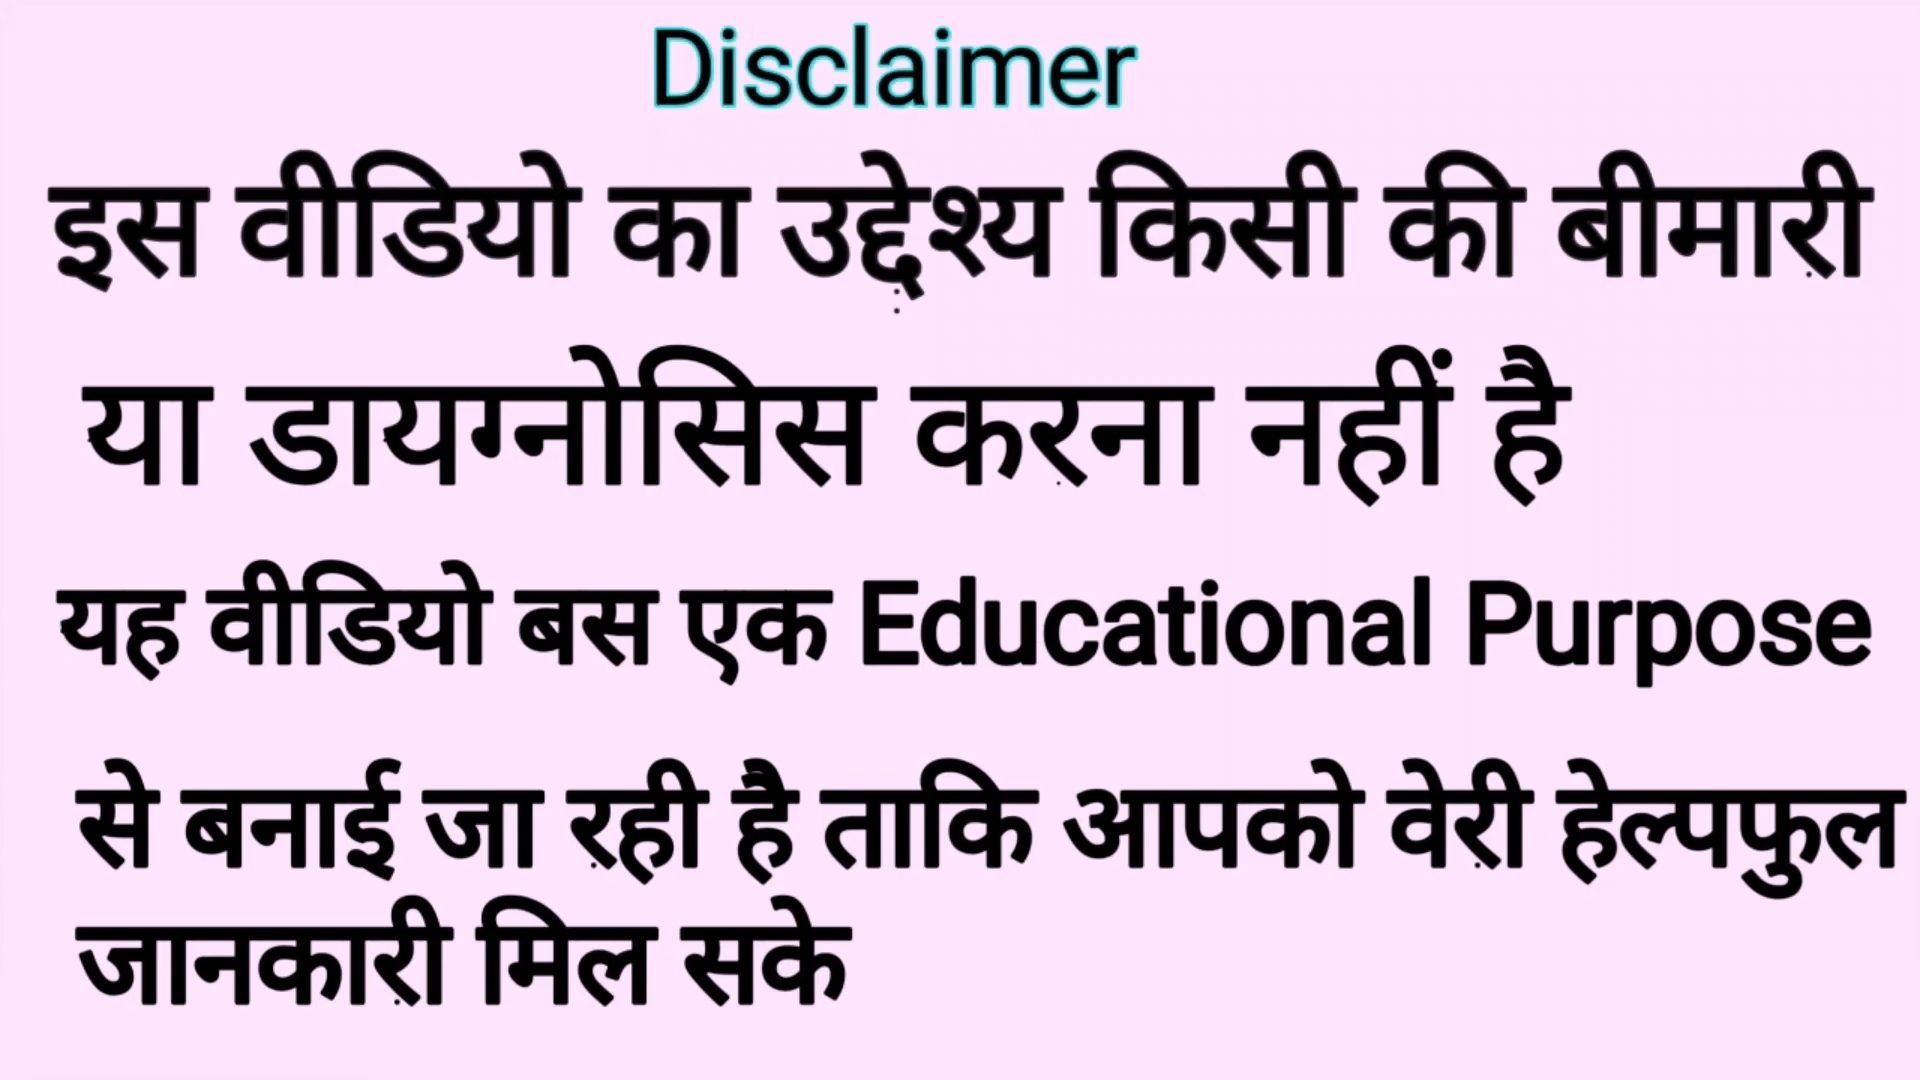 Disclaimer
इस वीडियो का उद्देश्य किसी की बीमारी
या डायग्नोसिस करना नहीं है
यह वीडियो बस एक Educational Purpose
से बनाई जा रही है ताकि आपको वेरी हेल्पफुल
जानकारी मिल सके